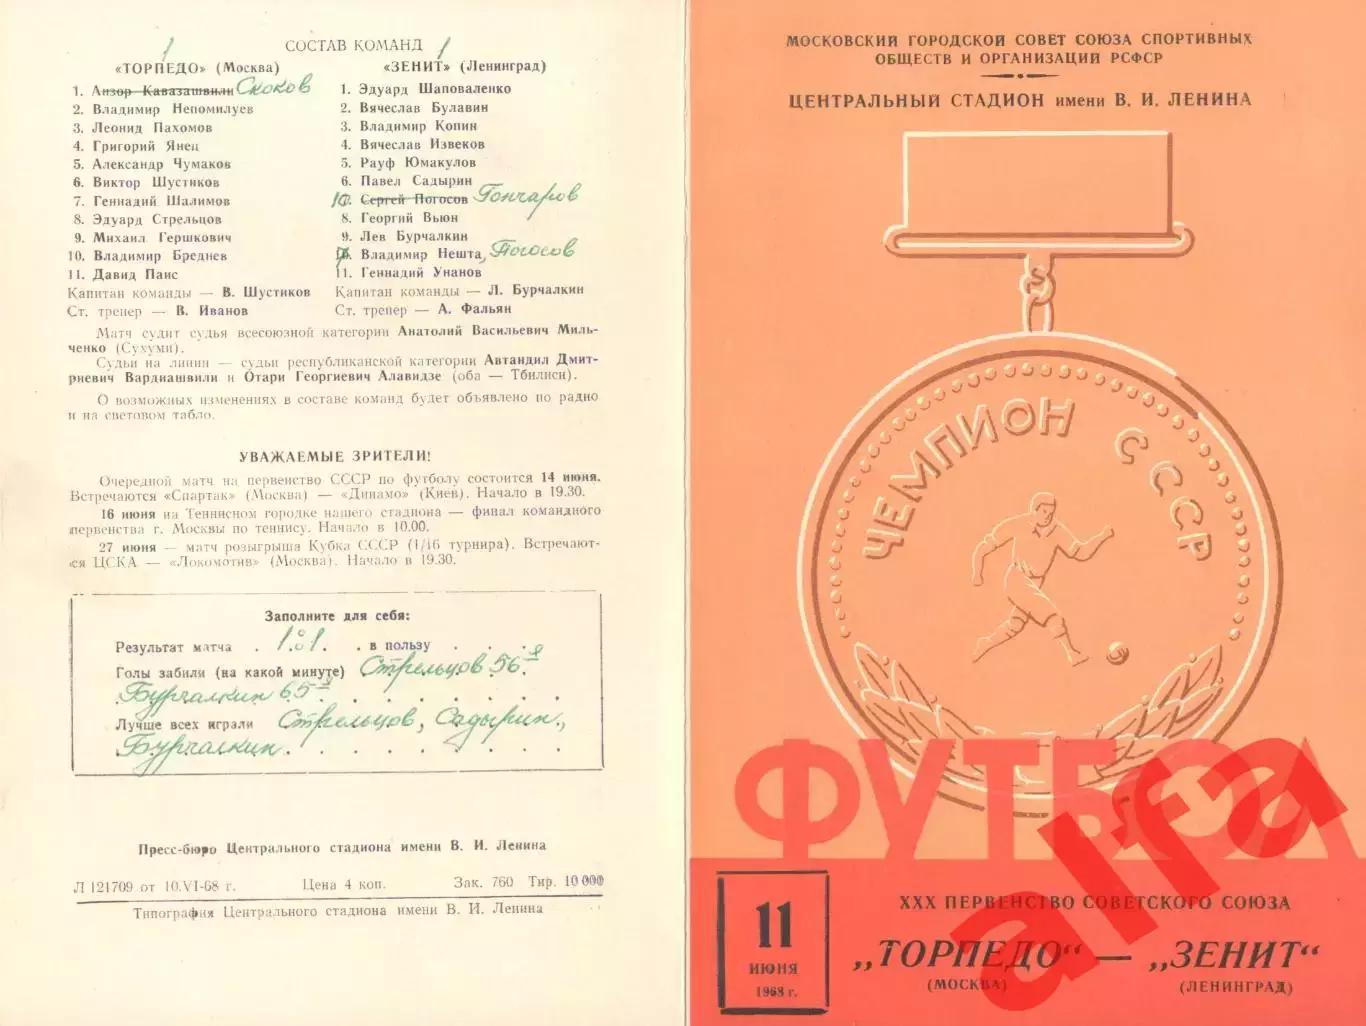 СОСТАВ КОМАНД
1 1
«ТОРПЕДО» (Москва)
1. Анзор Кавазашвили Скоков
2. Владимир Непомилуев
3. Леонид Пахомов
4. Григорий Янец
5. Александр Чумаков
6. Виктор Шустиков
7. Геннадий Шалимов
8. Эдуард Стрельцов
9. Михаил Гершкович
10. Владимир Бреднев
11. Давид Паис
Капитан команды — В. Шустиков
Ст. тренер — В. Иванов
«ЗЕНИТ» (Ленинград)
1. Эдуард Шаповаленко
2. Вячеслав Булавин
3. Владимир Копин
4. Вячеслав Извеков
5. Рауф Юмакулов
6. Павел Садырин
10. Сергей Погосов Гончаров
8. Георгий Вьюн
9. Лев Бурчалкин
7. Владимир Нешта, Погосов
11. Геннадий Унанов
Капитан команды — Л. Бурчалкин
Ст. тренер — А. Фальян
Матч судит судья всесоюзной категории Анатолий Васильевич Миль-
ченко (Сухуми).
Судьи на линии — судьи республиканской категории Автандил Дмит-
риевич Вардиашвили и Отари Георгиевич Алавидзе (оба — Тбилиси).
О возможных изменениях в составе команд будет объявлено по радио
и на световом табло.
УВАЖАЕМЫЕ ЗРИТЕЛИ!
Очередной матч на первенство СССР по футболу состоится 14 июня.
Встречаются «Спартак» (Москва) — «Динамо» (Киев). Начало в 19.30.
16 июня на Теннисном городке нашего стадиона — финал командного
первенства г. Москвы по теннису. Начало в 10.00.
27 июня — матч розыгрыша Кубка СССР (1/16 турнира). Встречают-
ся ЦСКА — «Локомотив» (Москва). Начало в 19.30.
Заполните для себя:
Результат матча . 1:1 . . в пользу . . . .
Голы забили (на какой минуте) Стрельцов 56-я
Бурчалкин 65-я . . . . . .
Лучше всех играли Стрельцов, Садырин,
Бурчалкин . . . . . . .
Пресс-бюро Центрального стадиона имени В. И. Ленина
Л 121709 от 10.VI-68 г. Цена 4 коп. Зак. 760 Тир. 10 000
Типография Центрального стадиона имени В. И. Ленина
МОСКОВСКИЙ ГОРОДСКОЙ СОВЕТ СОЮЗА СПОРТИВНЫХ
ОБЩЕСТВ И ОРГАНИЗАЦИЙ РСФСР
ЦЕНТРАЛЬНЫЙ СТАДИОН имени В. И. ЛЕНИНА
ЧЕМПИОН СССР
ФУТБОЛ
XXX ПЕРВЕНСТВО СОВЕТСКОГО СОЮЗА
11
ИЮНЯ
1968 г.
„ТОРПЕДО“ — „ЗЕНИТ“
(МОСКВА) (ЛЕНИНГРАД)
alfa